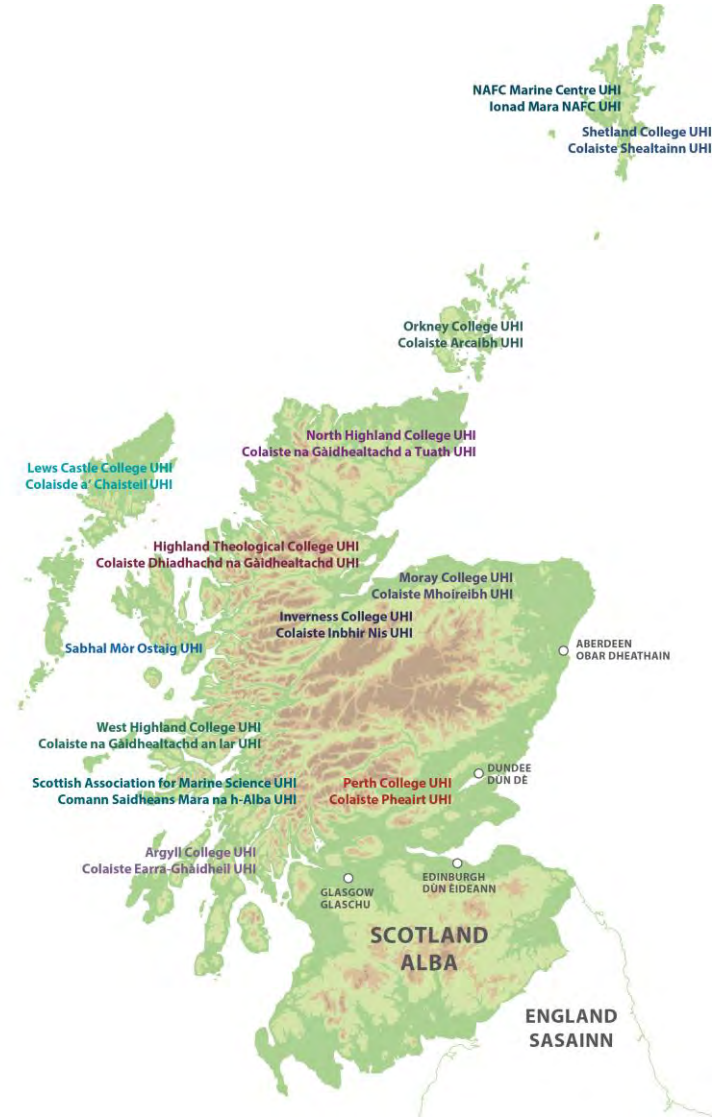 NAFC Marine Centre UHI
Ionad Mara NAFC UHI
Shetland College UHI
Colaiste Shealtainn UHI
Orkney College UHI
Colaiste Arcaibh UHI
North Highland College UHI
Colaiste na Gàidhealtachd a Tuath UHI
Lews Castle College UHI
Colaisde a’ Chaisteil UHI
Highland Theological College UHI
Colaiste Dhiadhachd na Gàidhealtachd UHI
Moray College UHI
Colaiste Mhoireibh UHI
Inverness College UHI
Colaiste Inbhir Nis UHI
Sabhal Mòr Ostaig UHI
ABERDEEN
OBAR DHEATHAIN
West Highland College UHI
Colaiste na Gàidhealtachd an Iar UHI
DUNDEE
DÙN DÈ
Scottish Association for Marine Science UHI
Comann Saidheans Mara na h-Alba UHI
Perth College UHI
Colaiste Pheairt UHI
Argyll College UHI
Colaiste Earra-Ghàidheil UHI
GLASGOW
GLASCHU
EDINBURGH
DÙN ÈIDEANN
SCOTLAND
ALBA
ENGLAND
SASAINN